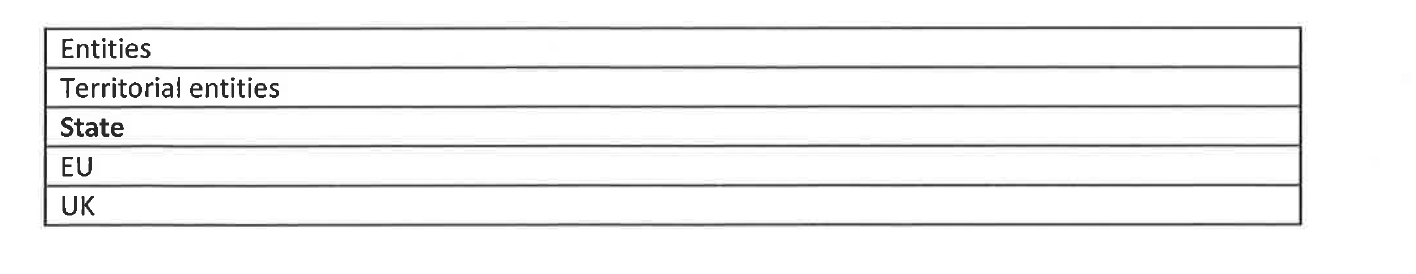 Entities
Territorial entities
State
EU
UK